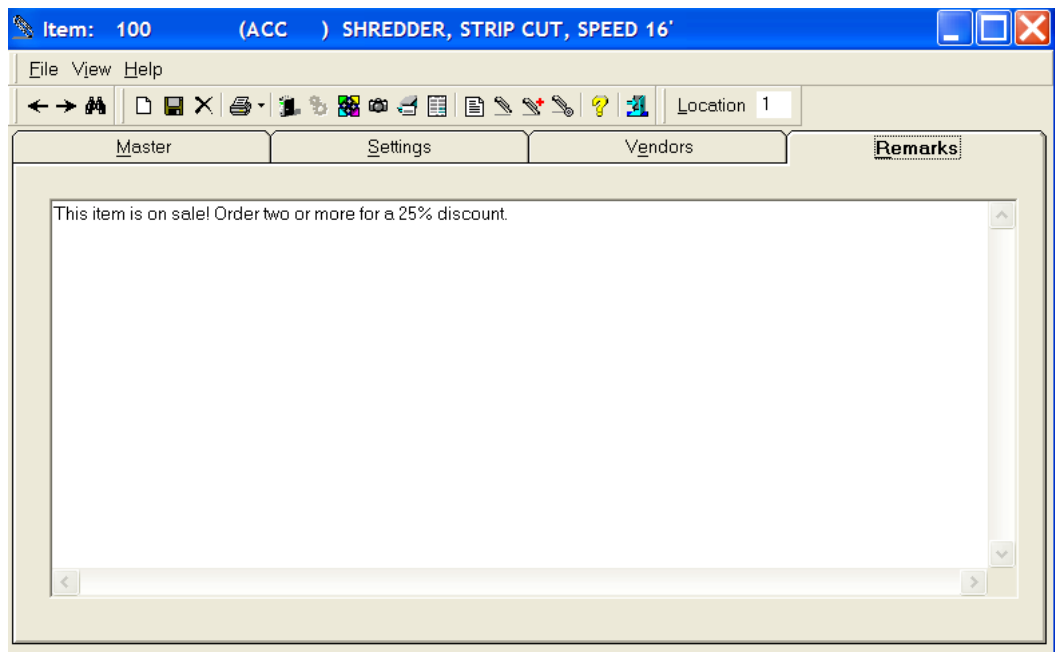 Item: 100 (ACC ) SHREDDER, STRIP CUT, SPEED 16'
File View Help
Location 1
Master Settings Vendors Remarks
This item is on sale! Order two or more for a 25% discount.